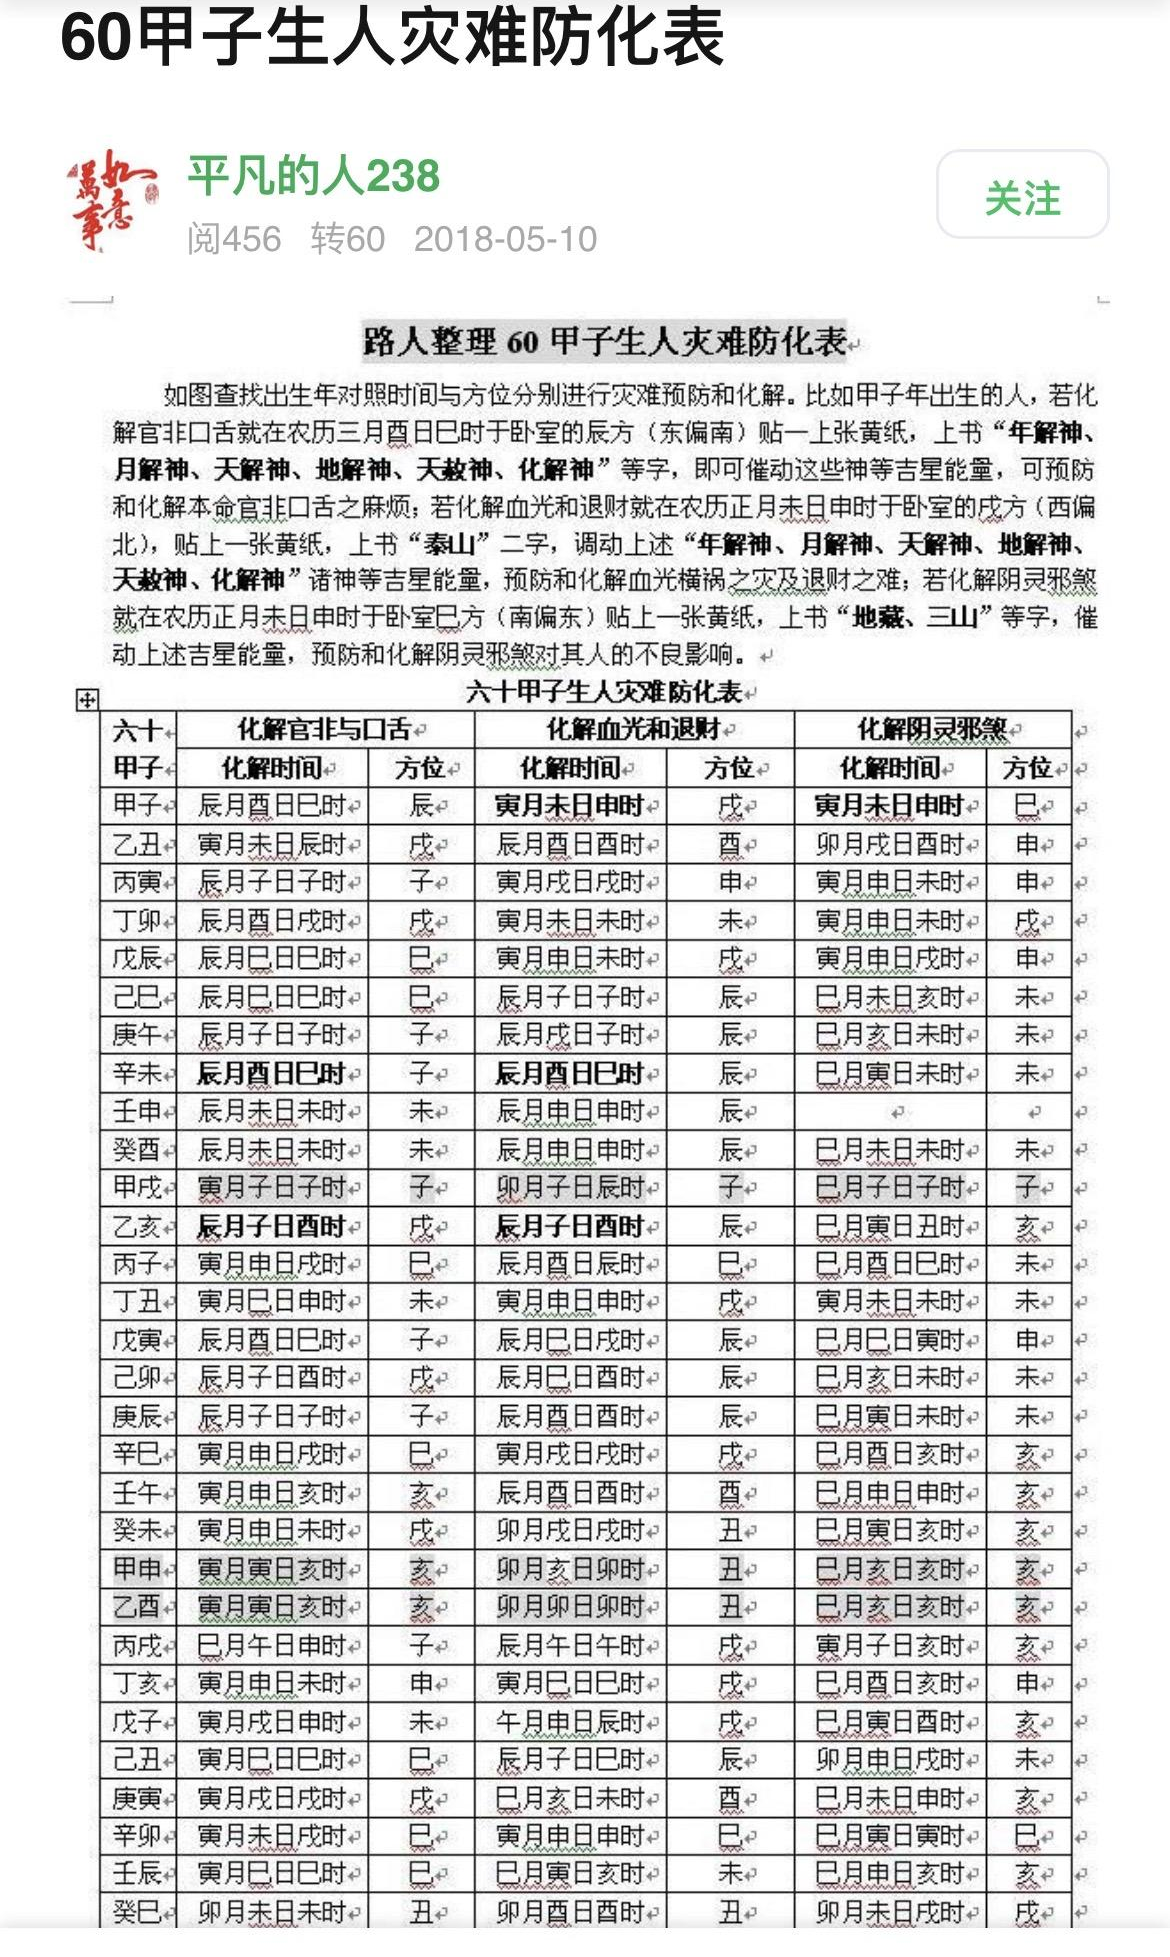 60甲子生人灾难防化表
如意
萬事
平凡的人238
关注
阅456 转60 2018-05-10
路人整理 60 甲子生人灾难防化表
如图查找出生年对照时间与方位分别进行灾难预防和化解。比如甲子年出生的人，若化
解官非口舌就在农历三月酉日巳时于卧室的辰方（东偏南）贴一上张黄纸，上书“年解神、
月解神、天解神、地解神、天赦神、化解神”等字，即可催动这些神等吉星能量，可预防
和化解本命官非口舌之麻烦；若化解血光和退财就在农历正月未日申时于卧室的戌方（西偏
北），贴上一张黄纸，上书“泰山”二字，调动上述“年解神、月解神、天解神、地解神、
天赦神、化解神”诸神等吉星能量，预防和化解血光横祸之灾及退财之难；若化解阴灵邪煞
就在农历正月未日申时于卧室巳方（南偏东）贴上一张黄纸，上书“地藏、三山”等字，催
动上述吉星能量，预防和化解阴灵邪煞对其人的不良影响。
六十甲子生人灾难防化表
六十 化解官非与口舌 化解血光和退财 化解阴灵邪煞
甲子 化解时间 方位 化解时间 方位 化解时间 方位
甲子 辰月酉日巳时 辰 寅月未日申时 戌 寅月未日申时 巳
乙丑 寅月未日辰时 戌 辰月酉日酉时 酉 卯月戌日酉时 申
丙寅 辰月子日子时 子 寅月戌日戌时 申 寅月申日未时 申
丁卯 辰月酉日戌时 戌 寅月未日未时 未 寅月申日未时 戌
戊辰 辰月巳日巳时 巳 寅月申日未时 戌 寅月申日戌时 申
己巳 辰月巳日巳时 巳 辰月子日子时 辰 巳月未日亥时 未
庚午 辰月子日子时 子 辰月戌日子时 辰 巳月亥日未时 未
辛未 辰月酉日巳时 子 辰月酉日巳时 辰 巳月寅日未时 未
壬申 辰月未日未时 未 辰月申日申时 辰
癸酉 辰月未日未时 未 辰月申日申时 辰 巳月未日未时 未
甲戌 寅月子日子时 子 卯月子日辰时 子 巳月子日子时 子
乙亥 辰月子日酉时 戌 辰月子日酉时 辰 巳月寅日丑时 亥
丙子 寅月申日戌时 巳 辰月酉日辰时 巳 巳月酉日巳时 未
丁丑 寅月巳日申时 未 寅月申日申时 戌 寅月未日未时 未
戊寅 辰月酉日巳时 子 辰月巳日戌时 辰 巳月巳日寅时 申
己卯 辰月子日酉时 戌 辰月巳日酉时 辰 巳月亥日未时 未
庚辰 辰月子日子时 子 辰月酉日酉时 辰 巳月寅日未时 未
辛巳 寅月申日戌时 巳 寅月戌日戌时 戌 巳月酉日亥时 亥
壬午 寅月申日亥时 亥 辰月酉日酉时 酉 巳月申日申时 亥
癸未 寅月申日未时 戌 卯月戌日戌时 丑 巳月寅日亥时 亥
甲申 寅月寅日亥时 亥 卯月亥日卯时 丑 巳月亥日亥时 亥
乙酉 寅月寅日亥时 亥 卯月卯日卯时 丑 巳月亥日亥时 亥
丙戌 巳月午日申时 子 辰月午日午时 戌 寅月子日亥时 亥
丁亥 寅月申日未时 申 寅月巳日巳时 戌 巳月酉日亥时 申
戊子 寅月戌日申时 未 午月申日辰时 戌 巳月寅日酉时 亥
己丑 寅月巳日巳时 巳 辰月子日巳时 辰 卯月申日戌时 未
庚寅 寅月戌日戌时 戌 巳月亥日未时 酉 巳月未日申时 亥
辛卯 寅月未日戌时 巳 寅月申日申时 巳 巳月寅日寅时 巳
壬辰 寅月巳日巳时 巳 巳月寅日亥时 未 巳月申日亥时 亥
癸巳 卯月未日未时 丑 卯月酉日酉时 丑 卯月未日戌时 戌